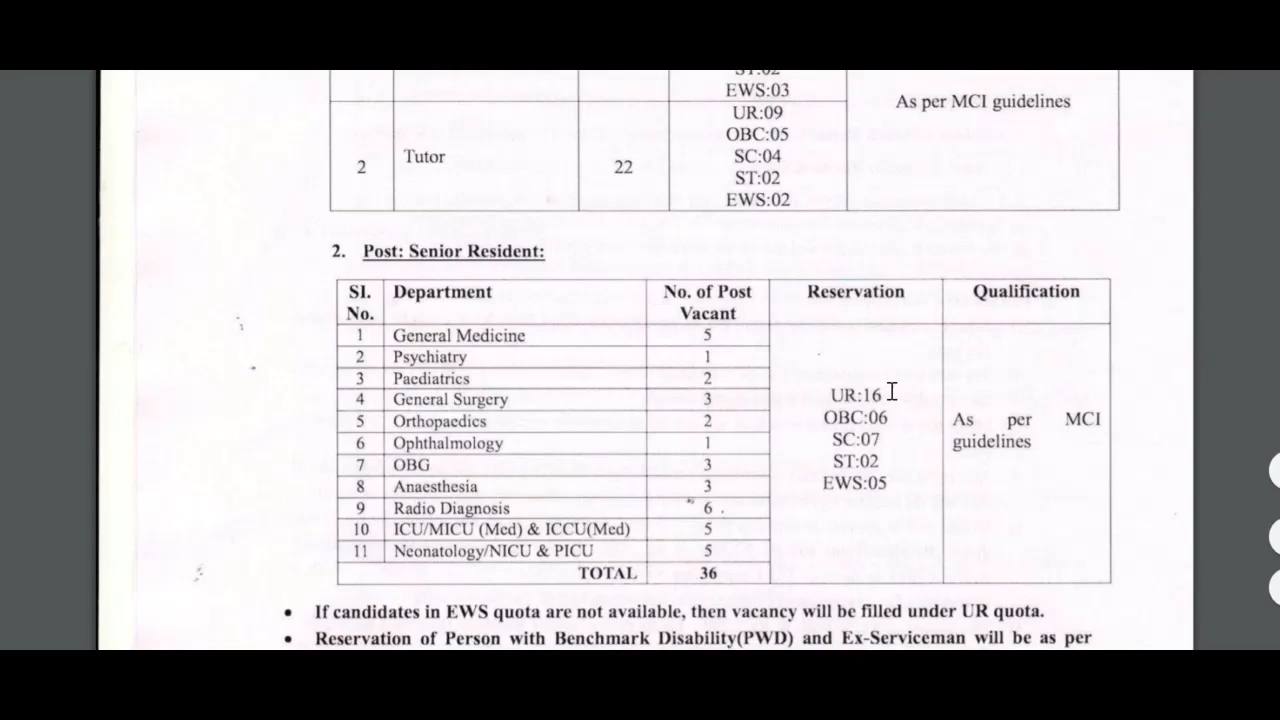 ST:02
EWS:03
As per MCI guidelines
2 Tutor 22
UR:09
OBC:05
SC:04
ST:02
EWS:02
2. Post: Senior Resident:
SI. No. Department No. of Post Vacant Reservation Qualification
1 General Medicine 5
2 Psychiatry 1
3 Paediatrics 2
4 General Surgery 3
5 Orthopaedics 2
6 Ophthalmology 1
7 OBG 3
8 Anaesthesia 3
9 Radio Diagnosis 6
10 ICU/MICU (Med) & ICCU(Med) 5
11 Neonatology/NICU & PICU 5
TOTAL 36
UR:16
OBC:06
SC:07
ST:02
EWS:05
As per MCI
guidelines
• If candidates in EWS quota are not available, then vacancy will be filled under UR quota.
• Reservation of Person with Benchmark Disability(PWD) and Ex-Serviceman will be as per